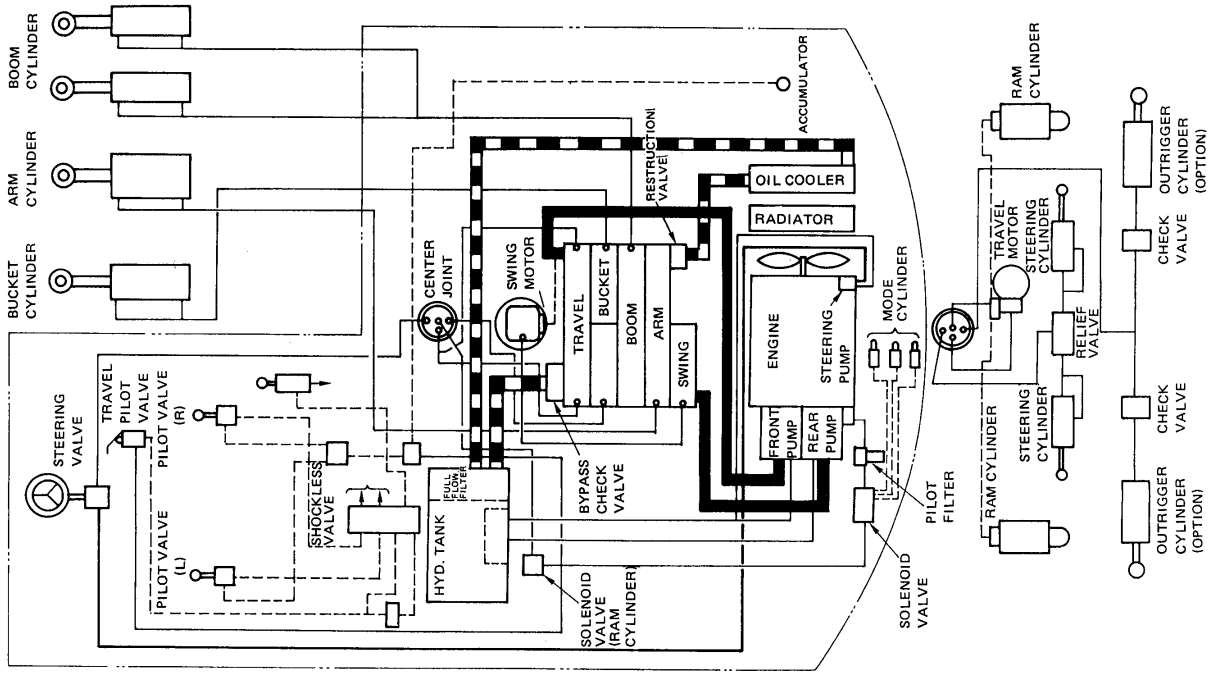 BOOM
CYLINDER
ARM
CYLINDER
BUCKET
CYLINDER
STEERING
VALVE
TRAVEL
PILOT
VALVE
PILOT VALVE
(R)
PILOT VALVE
(L)
SHOCKLESS
VALVE
HYD. TANK
FULL
FLOW
FILTER
CENTER
JOINT
SWING
MOTOR
BYPASS
CHECK
VALVE
SOLENOID
VALVE
(RAM
CYLINDER)
TRAVEL
BUCKET
BOOM
ARM
SWING
RESTRUCTION
VALVE
ACCUMULATOR
OIL COOLER
RADIATOR
ENGINE
STEERING
PUMP
FRONT
PUMP
REAR
PUMP
MODE
CYLINDER
PILOT
FILTER
SOLENOID
VALVE
RAM
CYLINDER
TRAVEL
MOTOR
STEERING
CYLINDER
RELIEF
VALVE
STEERING
CYLINDER
RAM CYLINDER
OUTRIGGER
CYLINDER
(OPTION)
CHECK
VALVE
CHECK
VALVE
OUTRIGGER
CYLINDER
(OPTION)